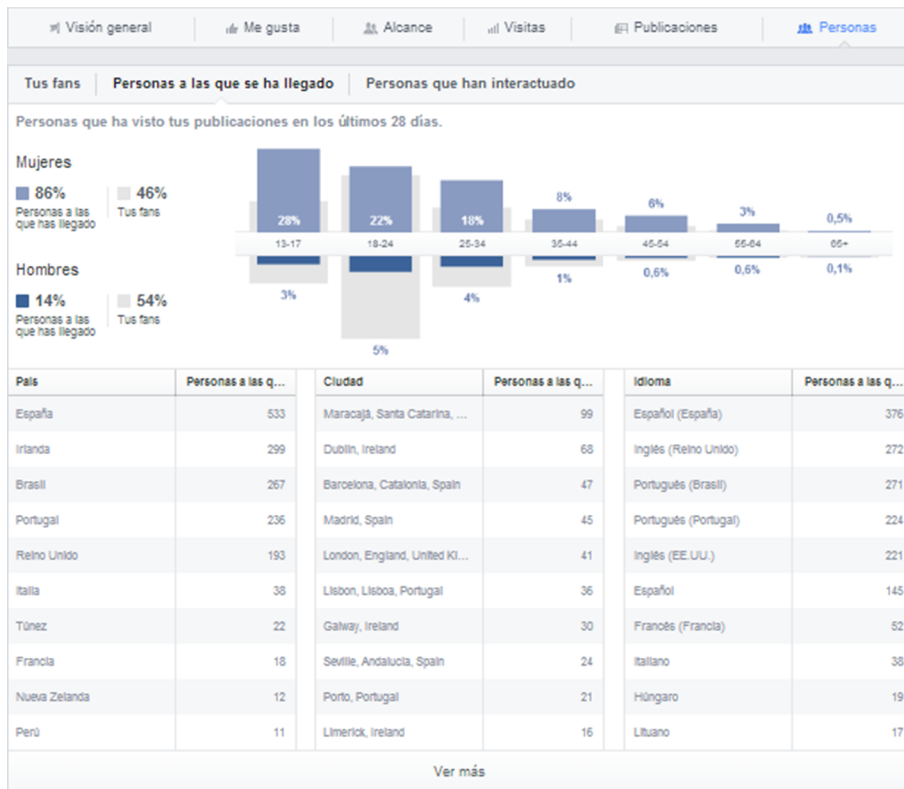 Visión general Me gusta Alcance Visitas Publicaciones Personas
Tus fans Personas a las que se ha llegado Personas que han interactuado
Personas que ha visto tus publicaciones en los últimos 28 días.
Mujeres
86% 46%
Personas a las que has llegado Tus fans
28% 22% 18% 8% 6% 3% 0,5%
13-17 18-24 25-34 35-44 45-54 55-64 65+
Hombres
14% 54%
Personas a las que has llegado Tus fans
3% 5% 4% 1% 0,6% 0,6% 0,1%
País Personas a las q... Ciudad Personas a las q... Idioma Personas a las q...
España 533 Maracajá, Santa Catarina, ... 99 Español (España) 376
Irlanda 299 Dublin, Ireland 68 Inglés (Reino Unido) 272
Brasil 267 Barcelona, Catalonia, Spain 47 Portugués (Brasil) 271
Portugal 236 Madrid, Spain 45 Portugués (Portugal) 224
Reino Unido 193 London, England, United Ki... 41 Inglés (EE.UU.) 221
Italia 38 Lisbon, Lisboa, Portugal 36 Español 145
Túnez 22 Galway, Ireland 30 Francés (Francia) 52
Francia 18 Seville, Andalucia, Spain 24 Italiano 38
Nueva Zelanda 12 Porto, Portugal 21 Húngaro 19
Perú 11 Limerick, Ireland 16 Lituano 17
Ver más